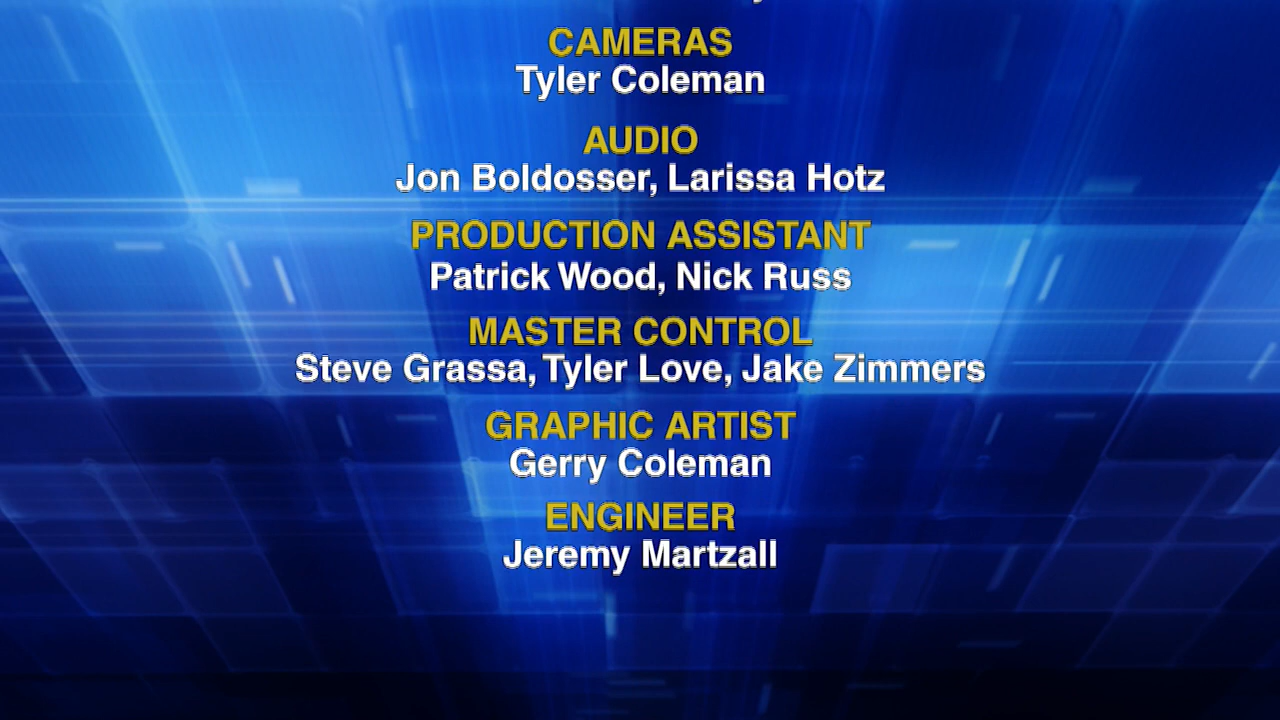 CAMERAS
Tyler Coleman
AUDIO
Jon Boldosser, Larissa Hotz
PRODUCTION ASSISTANT
Patrick Wood, Nick Russ
MASTER CONTROL
Steve Grassa, Tyler Love, Jake Zimmers
GRAPHIC ARTIST
Gerry Coleman
ENGINEER
Jeremy Martzall